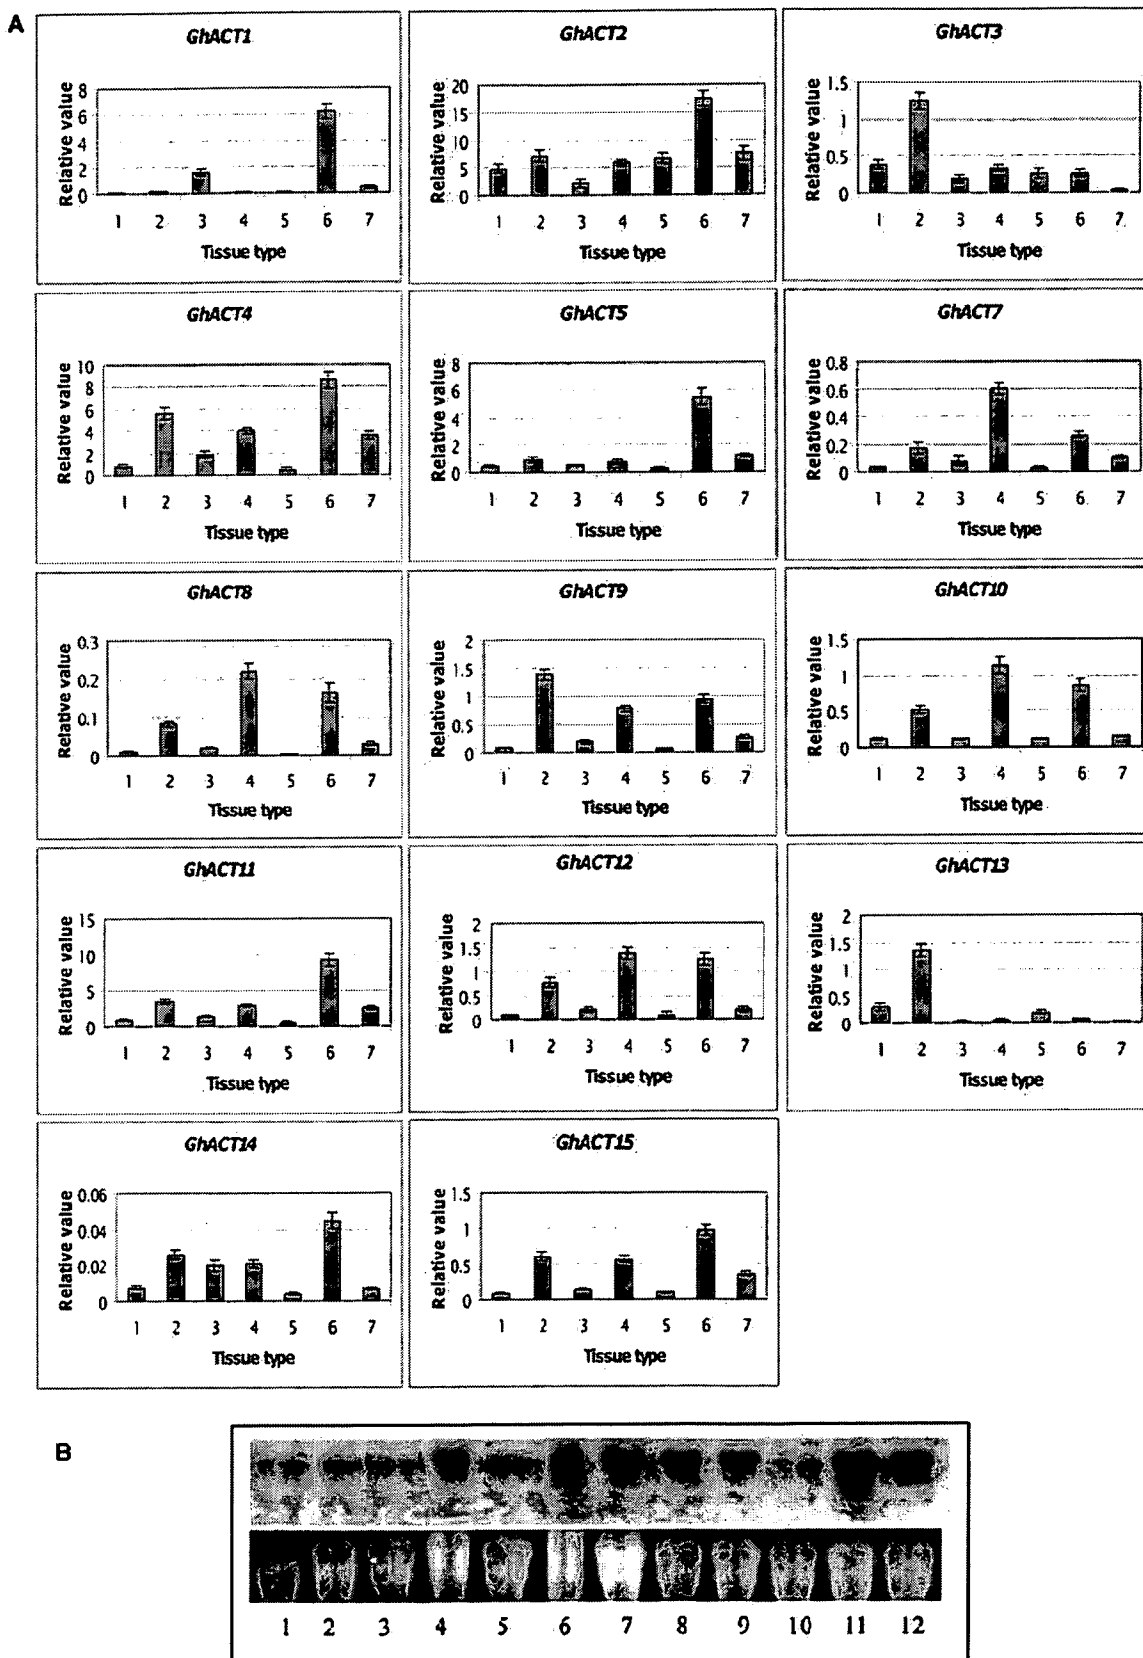 A
GhACT1
Relative value
8
6
4
2
0
1 2 3 4 5 6 7
Tissue type
GhACT2
Relative value
20
15
10
5
0
1 2 3 4 5 6 7
Tissue type
GhACT3
Relative value
1.5
1
0.5
0
1 2 3 4 5 6 7
Tissue type
GhACT4
Relative value
10
8
6
4
2
0
1 2 3 4 5 6 7
Tissue type
GhACT5
Relative value
8
6
4
2
0
1 2 3 4 5 6 7
Tissue type
GhACT7
Relative value
0.8
0.6
0.4
0.2
0
1 2 3 4 5 6 7
Tissue type
GhACT8
Relative value
0.3
0.2
0.1
0
1 2 3 4 5 6 7
Tissue type
GhACT9
Relative value
2
1.5
1
0.5
0
1 2 3 4 5 6 7
Tissue type
GhACT10
Relative value
1.5
1
0.5
0
1 2 3 4 5 6 7
Tissue type
GhACT11
Relative value
15
10
5
0
1 2 3 4 5 6 7
Tissue type
GhACT12
Relative value
2
1.5
1
0.5
0
1 2 3 4 5 6 7
Tissue type
GhACT13
Relative value
2
1.5
1
0.5
0
1 2 3 4 5 6 7
Tissue type
GhACT14
Relative value
0.06
0.04
0.02
0
1 2 3 4 5 6 7
Tissue type
GhACT15
Relative value
1.5
1
0.5
0
1 2 3 4 5 6 7
Tissue type
B
1 2 3 4 5 6 7 8 9 10 11 12